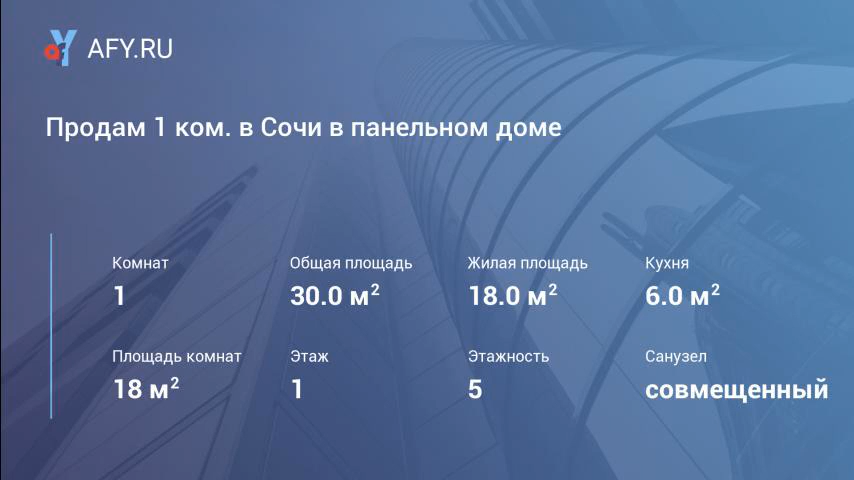 AFY.RU
Продам 1 ком. в Сочи в панельном доме
Комнат Общая площадь Жилая площадь Кухня
1 30.0 м² 18.0 м² 6.0 м²
Площадь комнат Этаж Этажность Санузел
18 м² 1 5 совмещенный